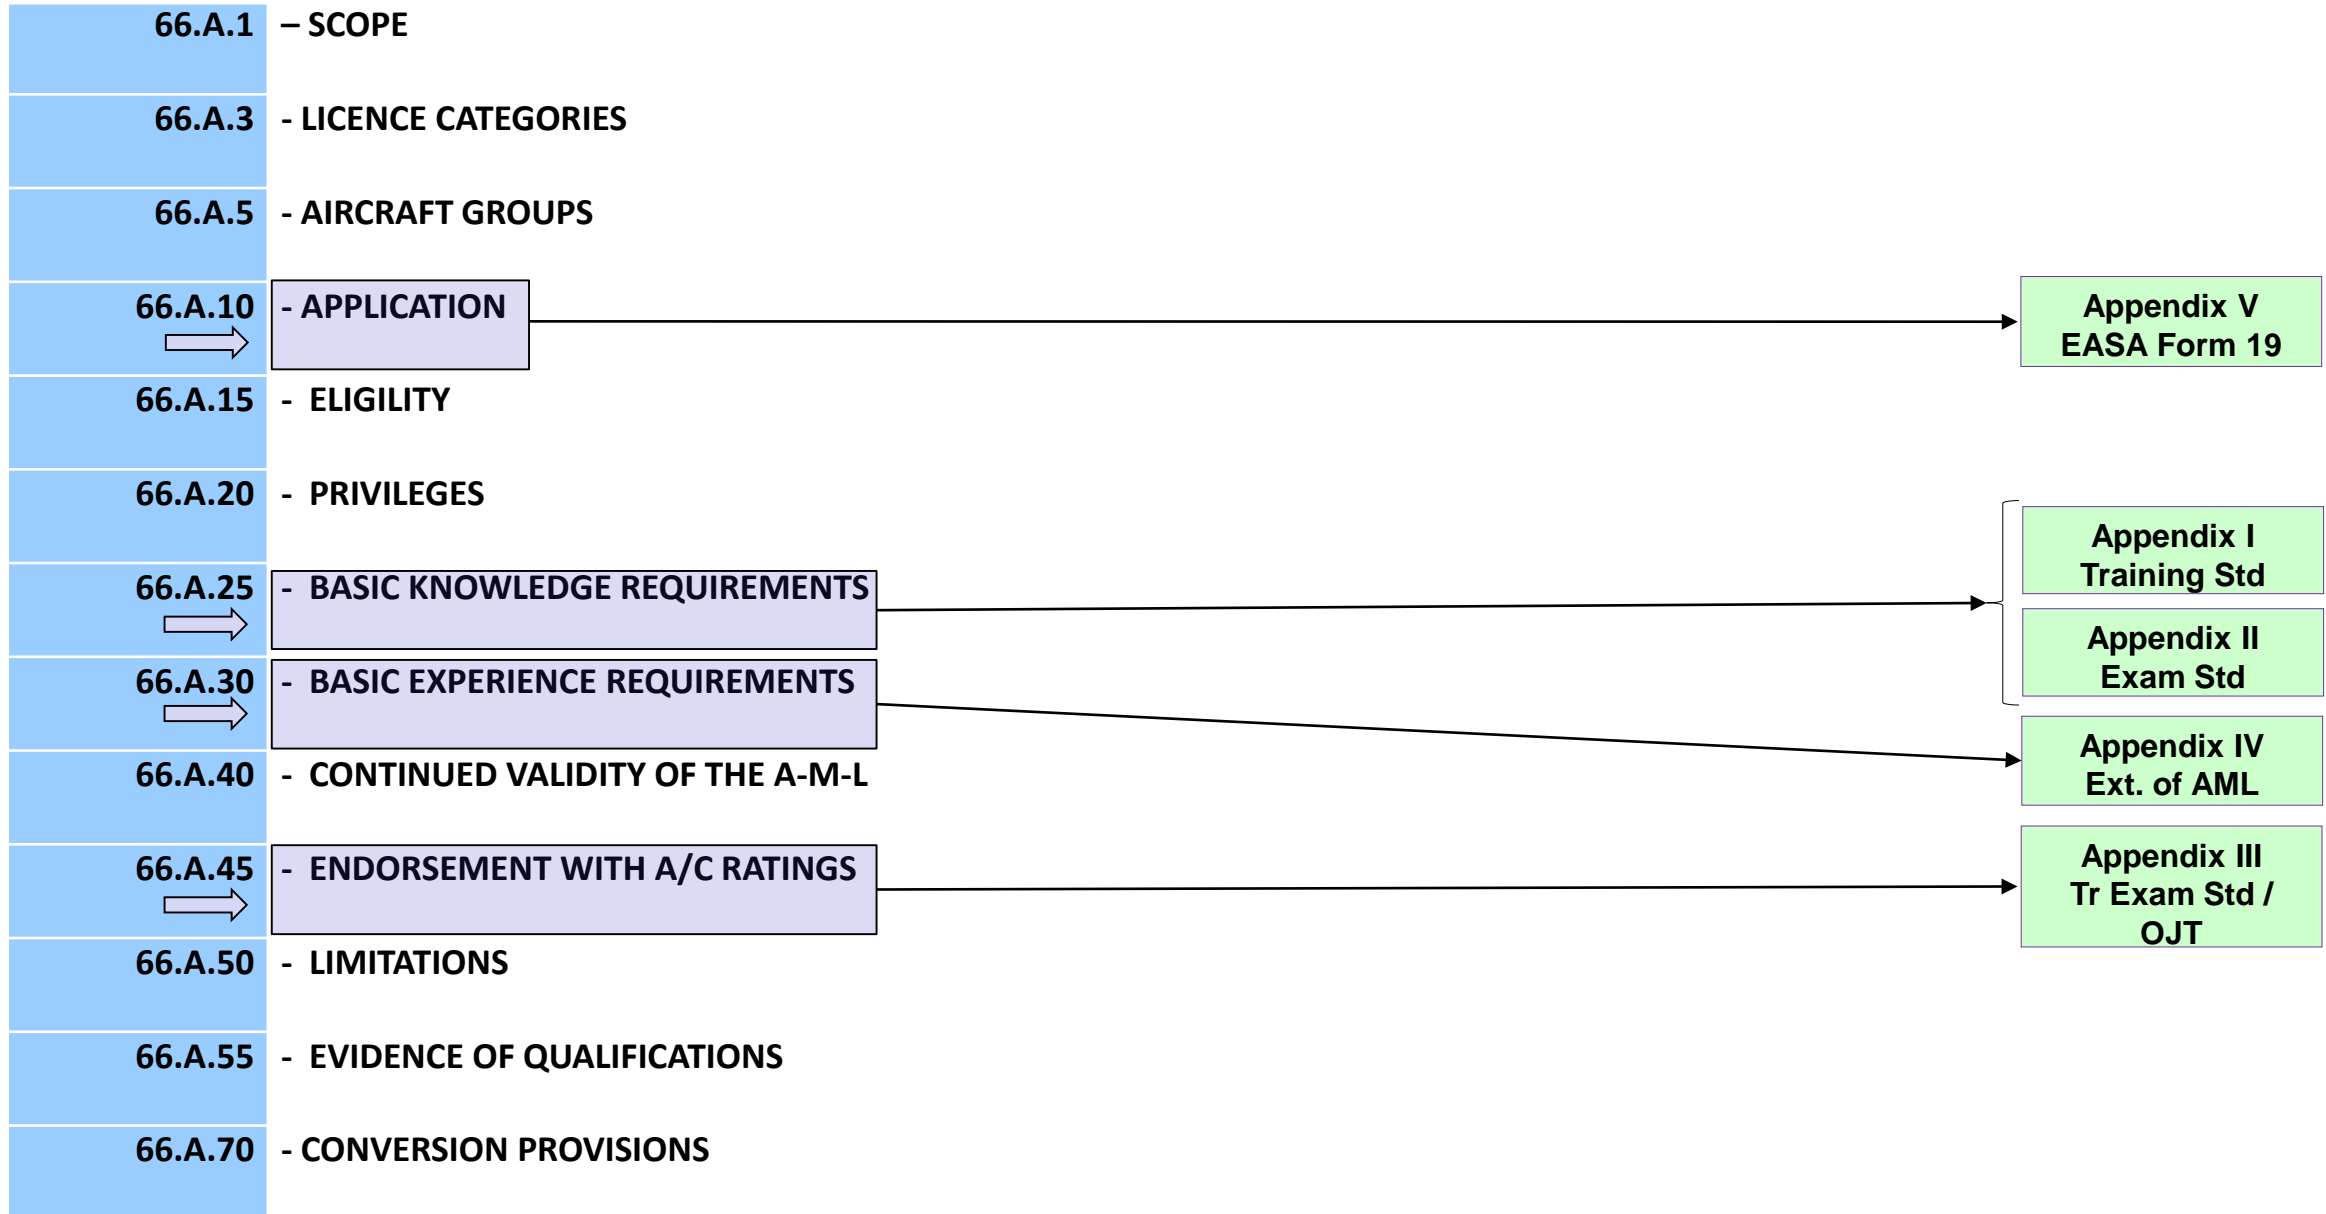 66.A.1 – SCOPE
66.A.3 - LICENCE CATEGORIES
66.A.5 - AIRCRAFT GROUPS
66.A.10 - APPLICATION
Appendix V
EASA Form 19
66.A.15 - ELIGILITY
66.A.20 - PRIVILEGES
66.A.25 - BASIC KNOWLEDGE REQUIREMENTS
Appendix I
Training Std
Appendix II
Exam Std
66.A.30 - BASIC EXPERIENCE REQUIREMENTS
Appendix IV
Ext. of AML
66.A.40 - CONTINUED VALIDITY OF THE A-M-L
66.A.45 - ENDORSEMENT WITH A/C RATINGS
Appendix III
Tr Exam Std /
OJT
66.A.50 - LIMITATIONS
66.A.55 - EVIDENCE OF QUALIFICATIONS
66.A.70 - CONVERSION PROVISIONS